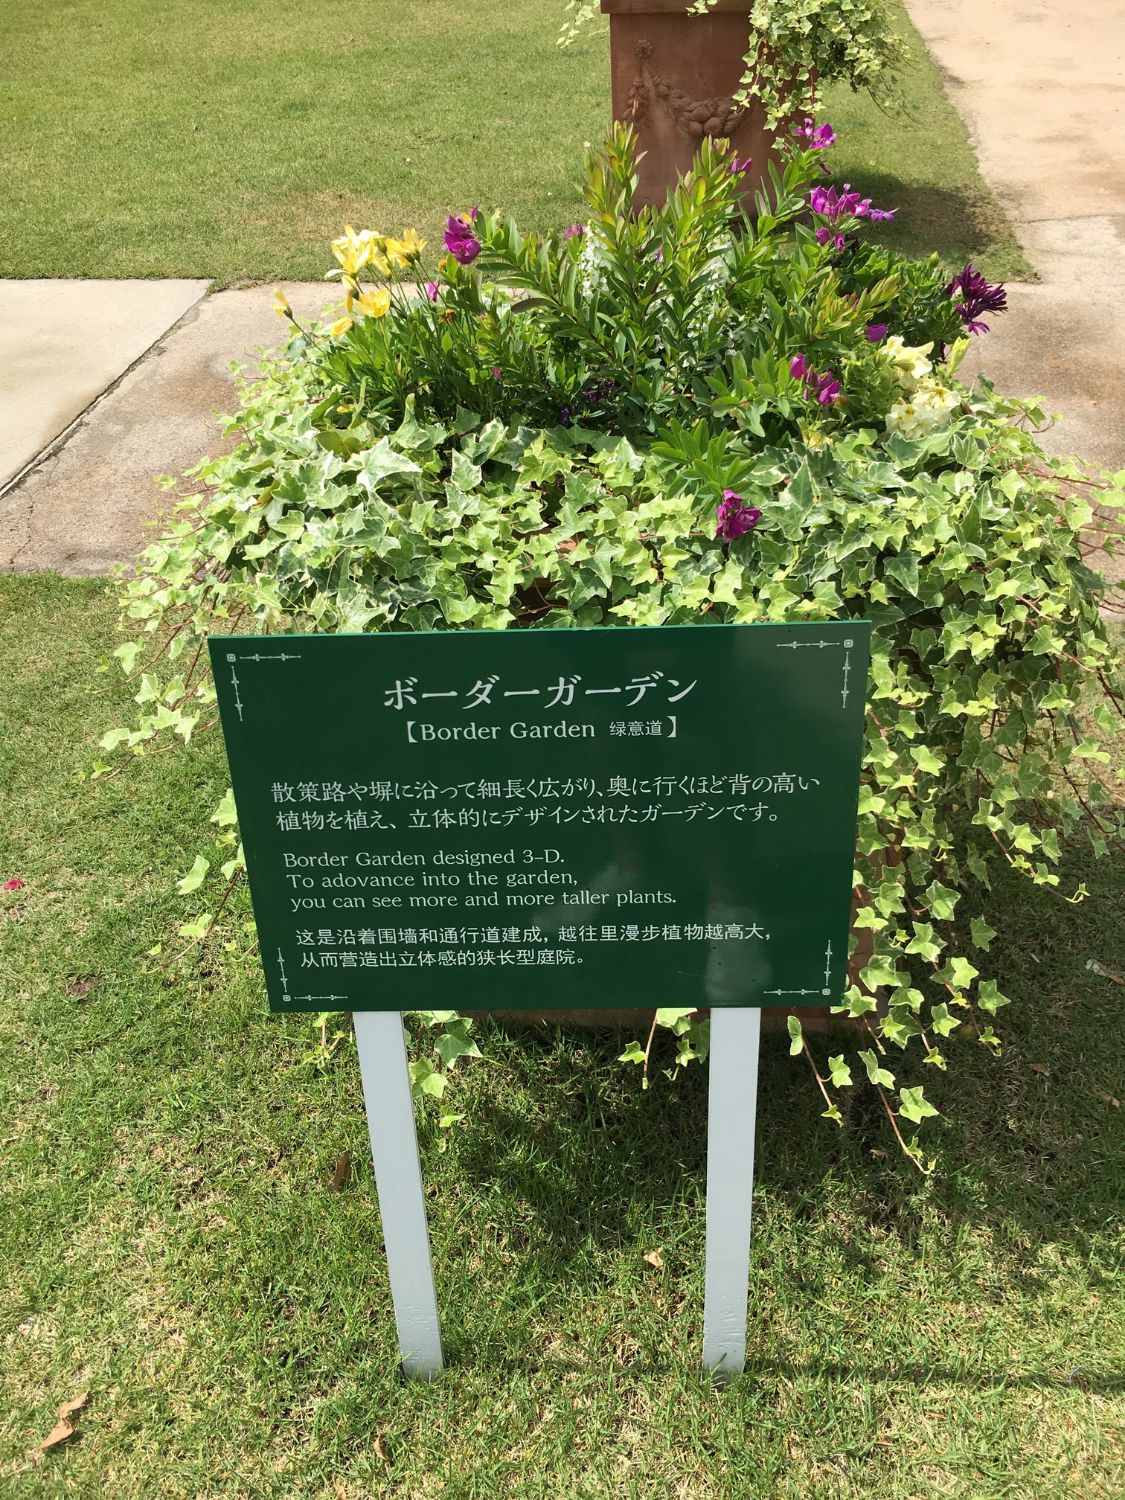 ボーダーガーデン
【Border Garden 绿意道】
散策路や塀に沿って細長く広がり、奥に行くほど背の高い
植物を植え、立体的にデザインされたガーデンです。
Border Garden designed 3-D.
To adovance into the garden,
you can see more and more taller plants.
这是沿着围墙和通行道建成，越往里漫步植物越高大，
从而营造出立体感的狭长型庭院。